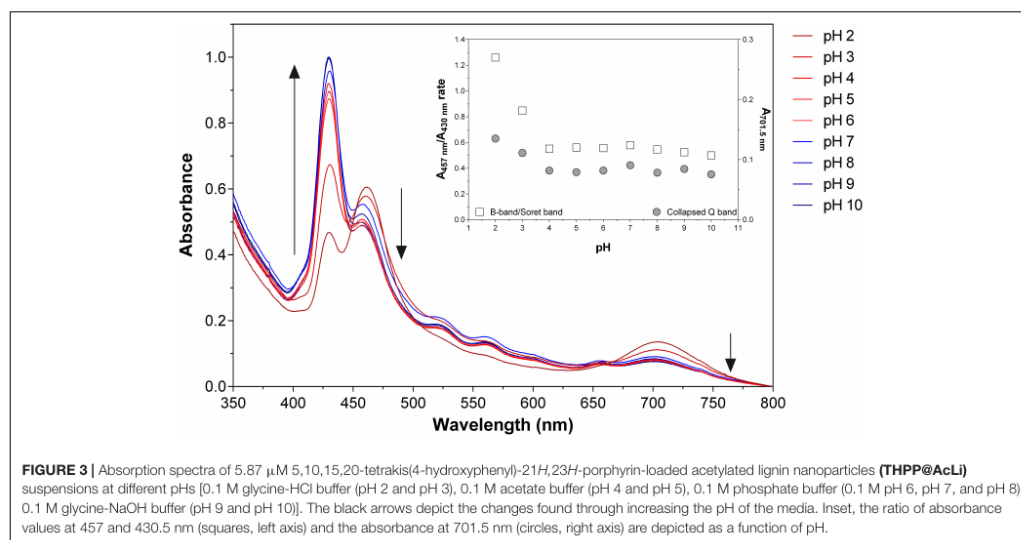 1.0
0.8
0.6
0.4
0.2
0.0
Absorbance
350 400 450 500 550 600 650 700 750 800
Wavelength (nm)
1.4
1.2
1.0
0.8
0.6
0.4
0.2
0.0
A457 nm/A430 nm rate
0.3
0.2
0.1
0.0
A701.5 nm
B-band/Soret band
Collapsed Q band
1 2 3 4 5 6 7 8 9 10 11
pH
pH 2
pH 3
pH 4
pH 5
pH 6
pH 7
pH 8
pH 9
pH 10
FIGURE 3 | Absorption spectra of 5.87 μM 5,10,15,20-tetrakis(4-hydroxyphenyl)-21H,23H-porphyrin-loaded acetylated lignin nanoparticles (THPP@AcLi)
suspensions at different pHs [0.1 M glycine-HCl buffer (pH 2 and pH 3), 0.1 M acetate buffer (pH 4 and pH 5), 0.1 M phosphate buffer (0.1 M pH 6, pH 7, and pH 8)
0.1 M glycine-NaOH buffer (pH 9 and pH 10)]. The black arrows depict the changes found through increasing the pH of the media. Inset, the ratio of absorbance
values at 457 and 430.5 nm (squares, left axis) and the absorbance at 701.5 nm (circles, right axis) are depicted as a function of pH.